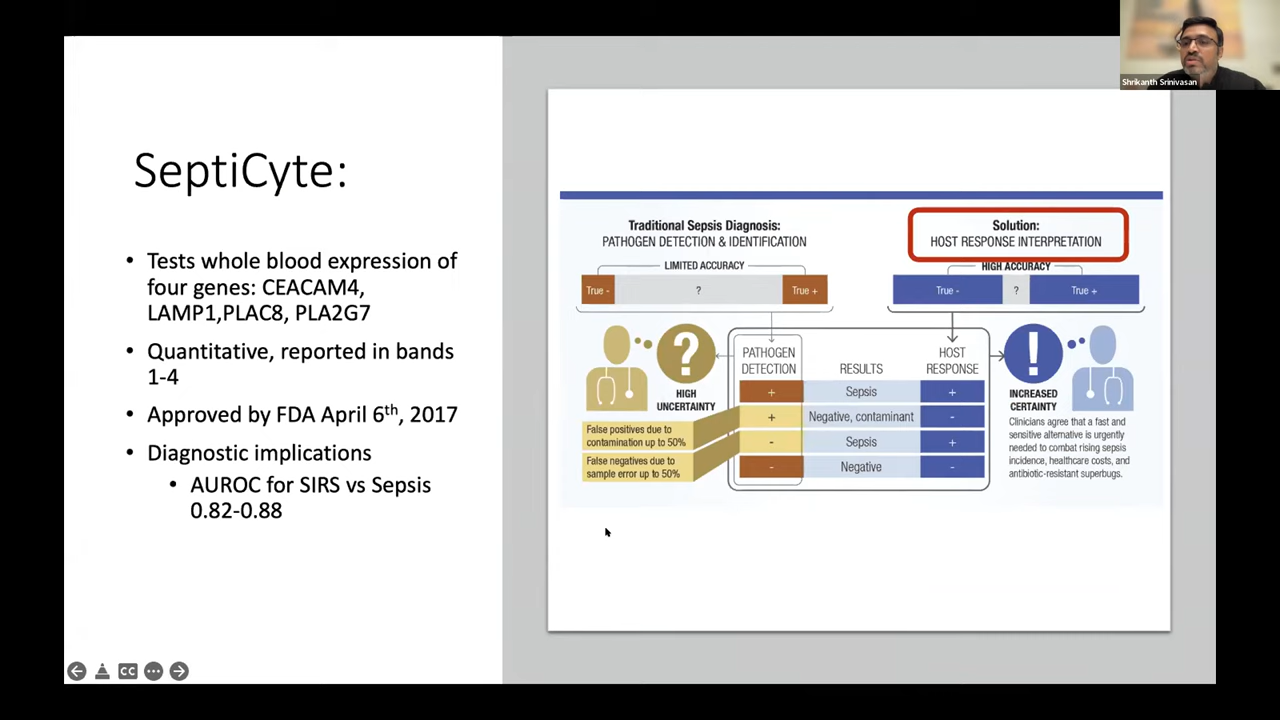 Shrikanth Srinivasan
SeptiCyte:
• Tests whole blood expression of
four genes: CEACAM4,
LAMP1,PLAC8, PLA2G7
• Quantitative, reported in bands
1-4
• Approved by FDA April 6th, 2017
• Diagnostic implications
• AUROC for SIRS vs Sepsis
0.82-0.88
Traditional Sepsis Diagnosis:
PATHOGEN DETECTION & IDENTIFICATION
LIMITED ACCURACY
True - ? True +
Solution:
HOST RESPONSE INTERPRETATION
HIGH ACCURACY
True - ? True +
HIGH
UNCERTAINTY
?
False positives due to
contamination up to 50%
False negatives due to
sample error up to 50%
PATHOGEN
DETECTION
RESULTS
HOST
RESPONSE
+ Sepsis +
+ Negative, contaminant -
- Sepsis +
- Negative -
!
INCREASED
CERTAINTY
Clinicians agree that a fast and
sensitive alternative is urgently
needed to combat rising sepsis
incidence, healthcare costs, and
antibiotic-resistant superbugs.
CC